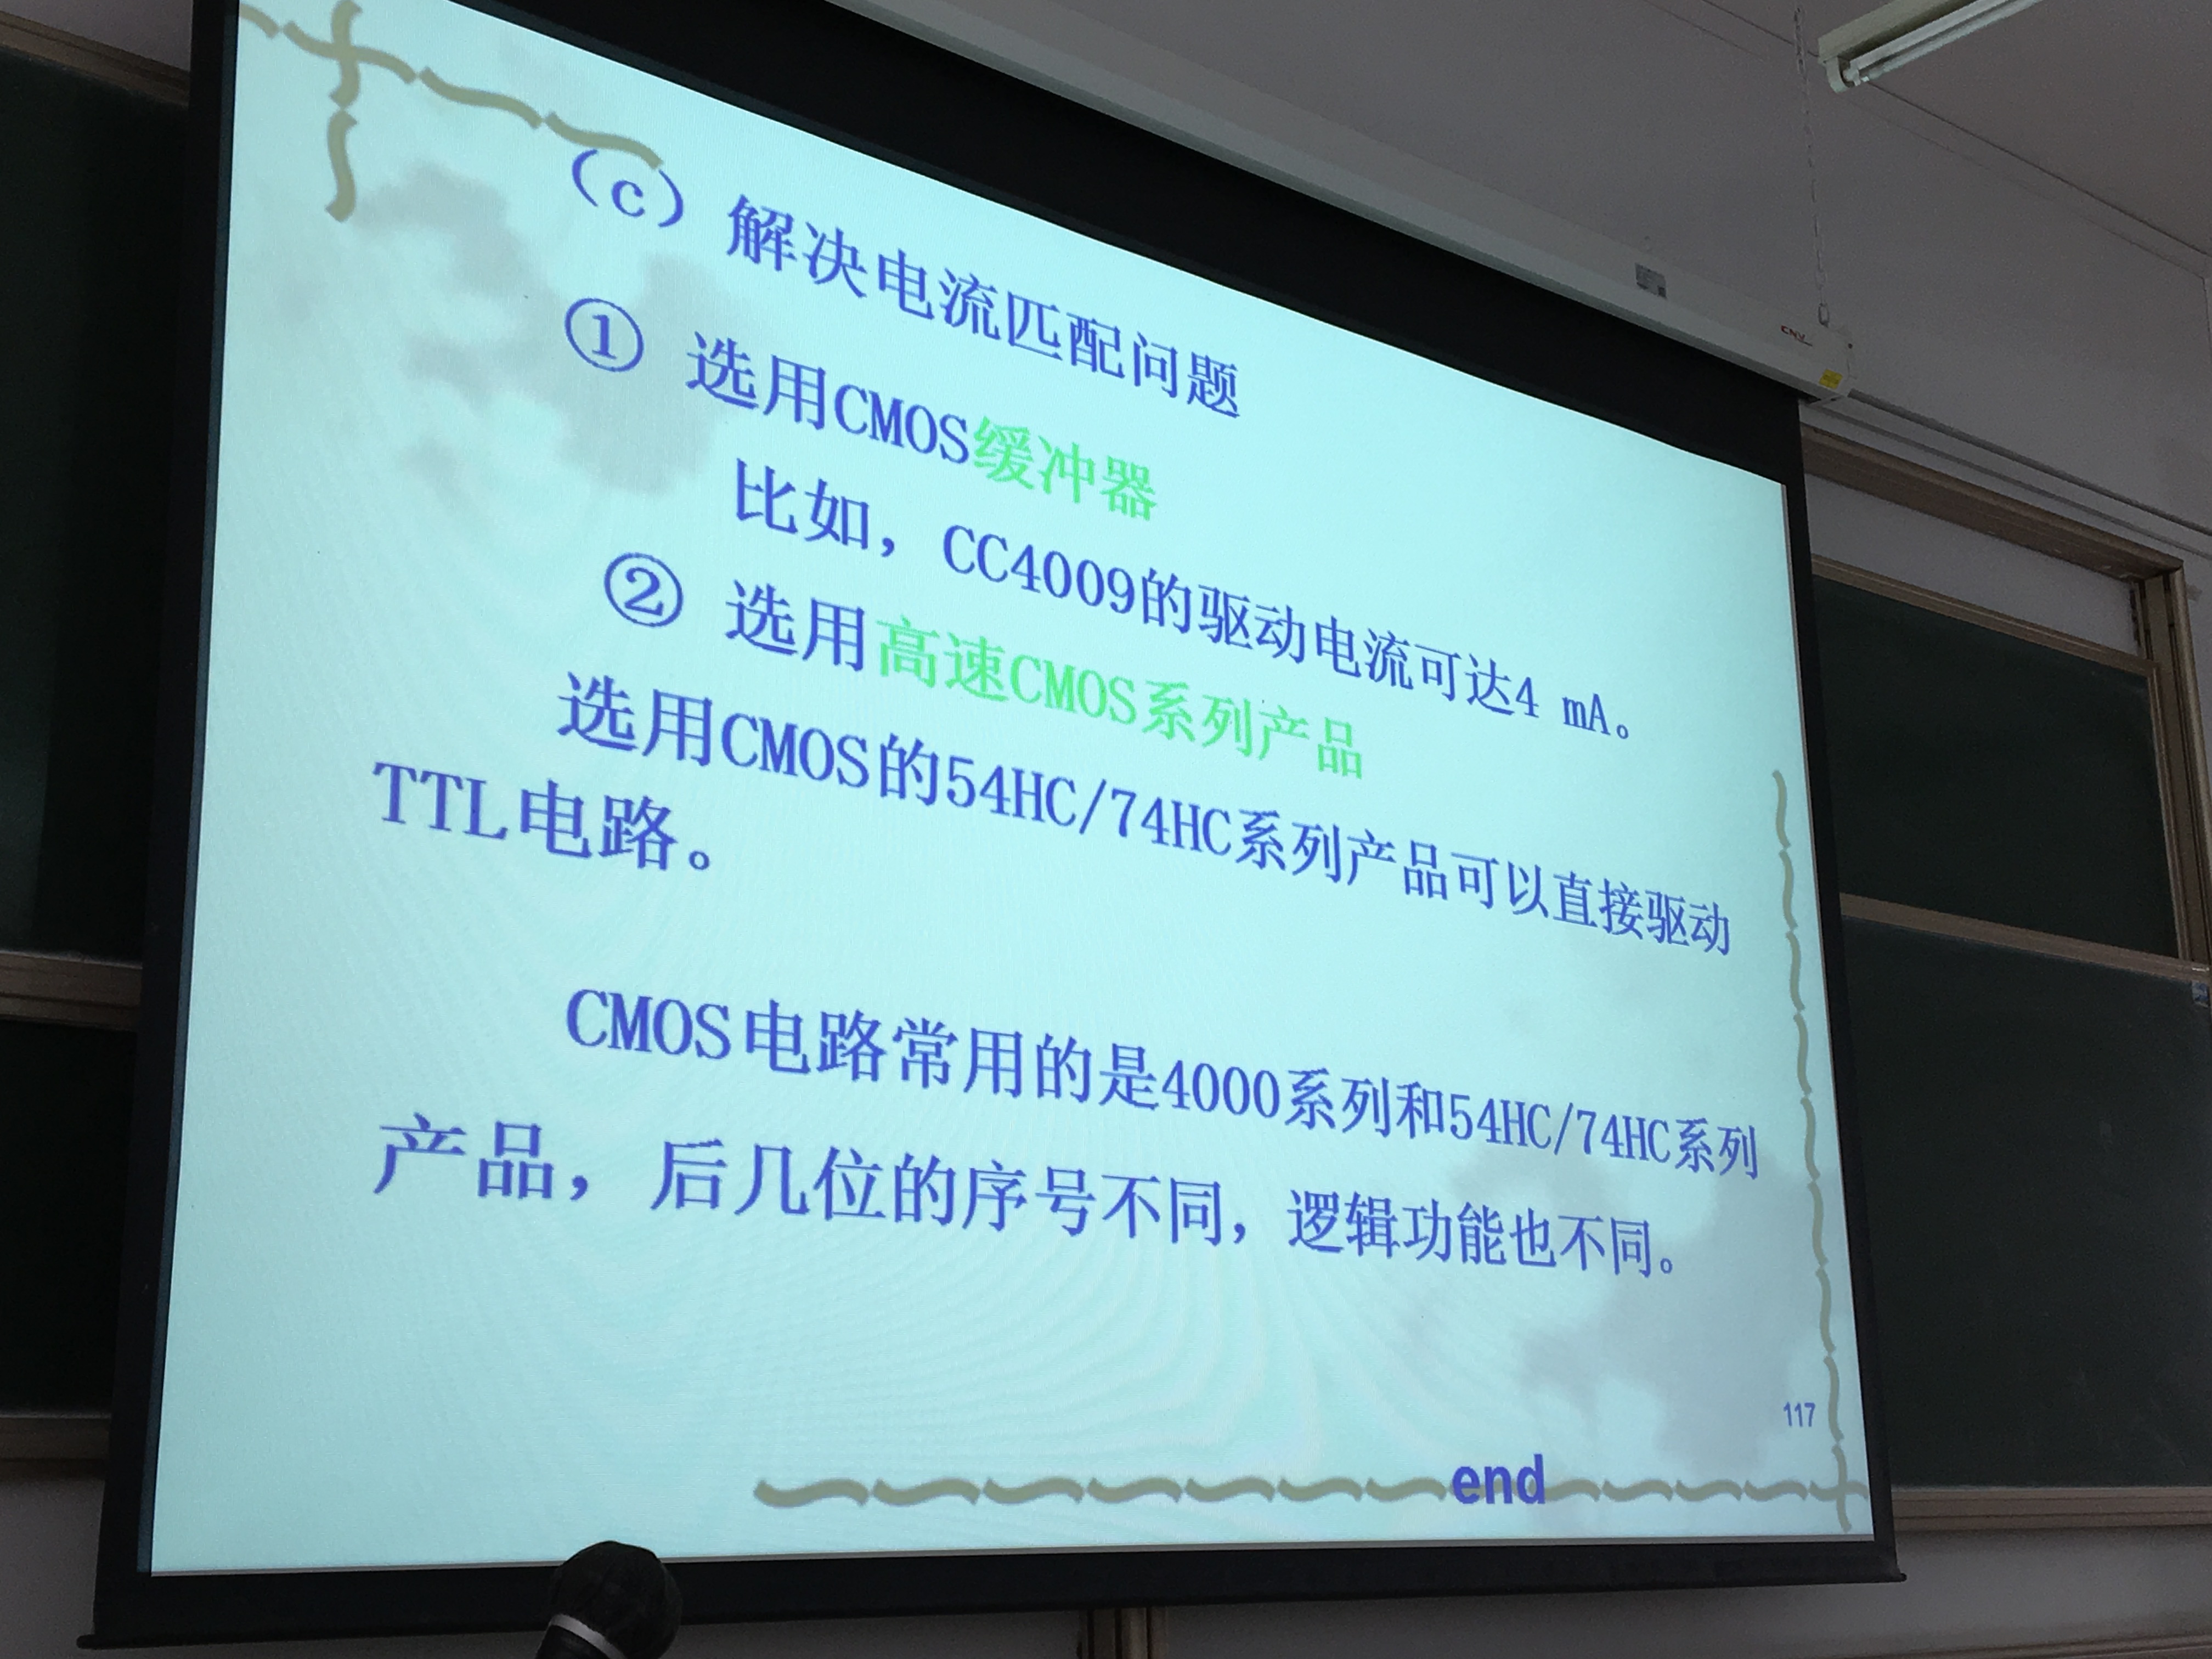 （c）解决电流匹配问题
① 选用CMOS缓冲器
比如，CC4009的驱动电流可达4 mA。
② 选用高速CMOS系列产品
选用CMOS的54HC/74HC系列产品可以直接驱动
TTL电路。
CMOS电路常用的是4000系列和54HC/74HC系列
产品，后几位的序号不同，逻辑功能也不同。
117
end
CNV